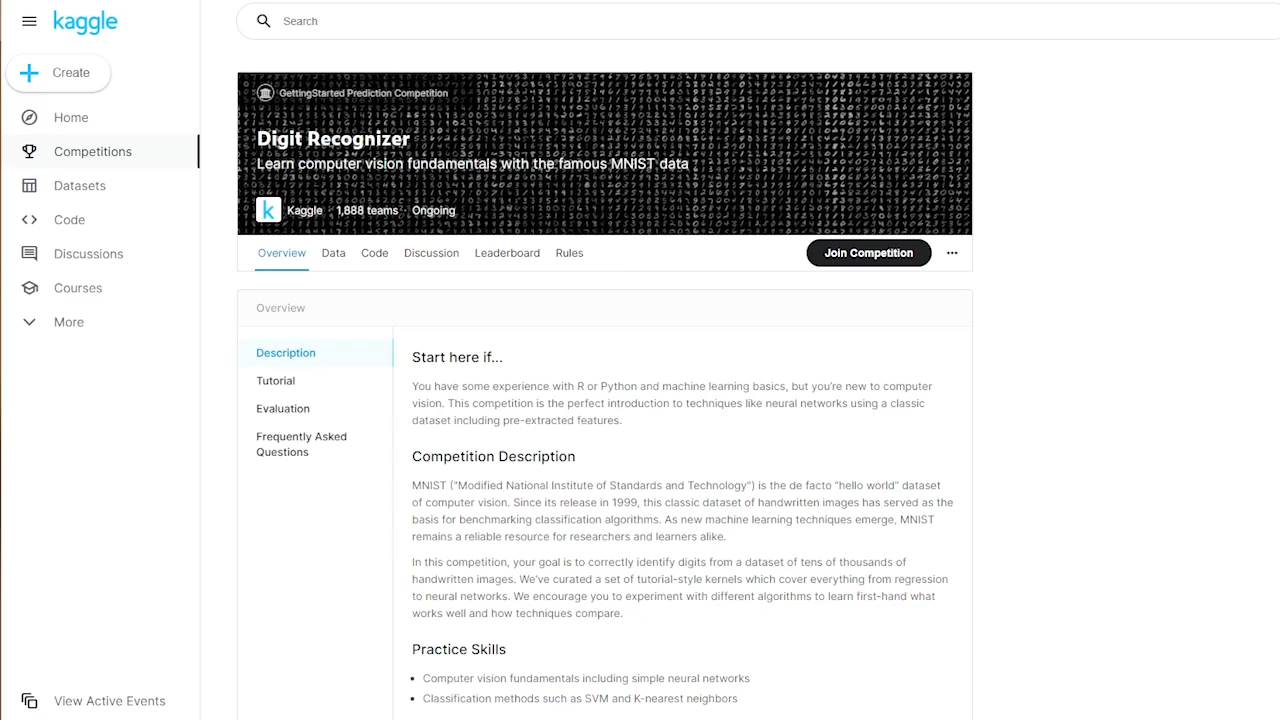 kaggle
Search
Create
Home
Competitions
Datasets
Code
Discussions
Courses
More
View Active Events
GettingStarted Prediction Competition
Digit Recognizer
Learn computer vision fundamentals with the famous MNIST data
k Kaggle · 1,888 teams · Ongoing
Overview Data Code Discussion Leaderboard Rules Join Competition
Overview
Description
Tutorial
Evaluation
Frequently Asked
Questions
Start here if...
You have some experience with R or Python and machine learning basics, but you're new to computer
vision. This competition is the perfect introduction to techniques like neural networks using a classic
dataset including pre-extracted features.
Competition Description
MNIST ("Modified National Institute of Standards and Technology") is the de facto "hello world" dataset
of computer vision. Since its release in 1999, this classic dataset of handwritten images has served as the
basis for benchmarking classification algorithms. As new machine learning techniques emerge, MNIST
remains a reliable resource for researchers and learners alike.
In this competition, your goal is to correctly identify digits from a dataset of tens of thousands of
handwritten images. We've curated a set of tutorial-style kernels which cover everything from regression
to neural networks. We encourage you to experiment with different algorithms to learn first-hand what
works well and how techniques compare.
Practice Skills
• Computer vision fundamentals including simple neural networks
• Classification methods such as SVM and K-nearest neighbors